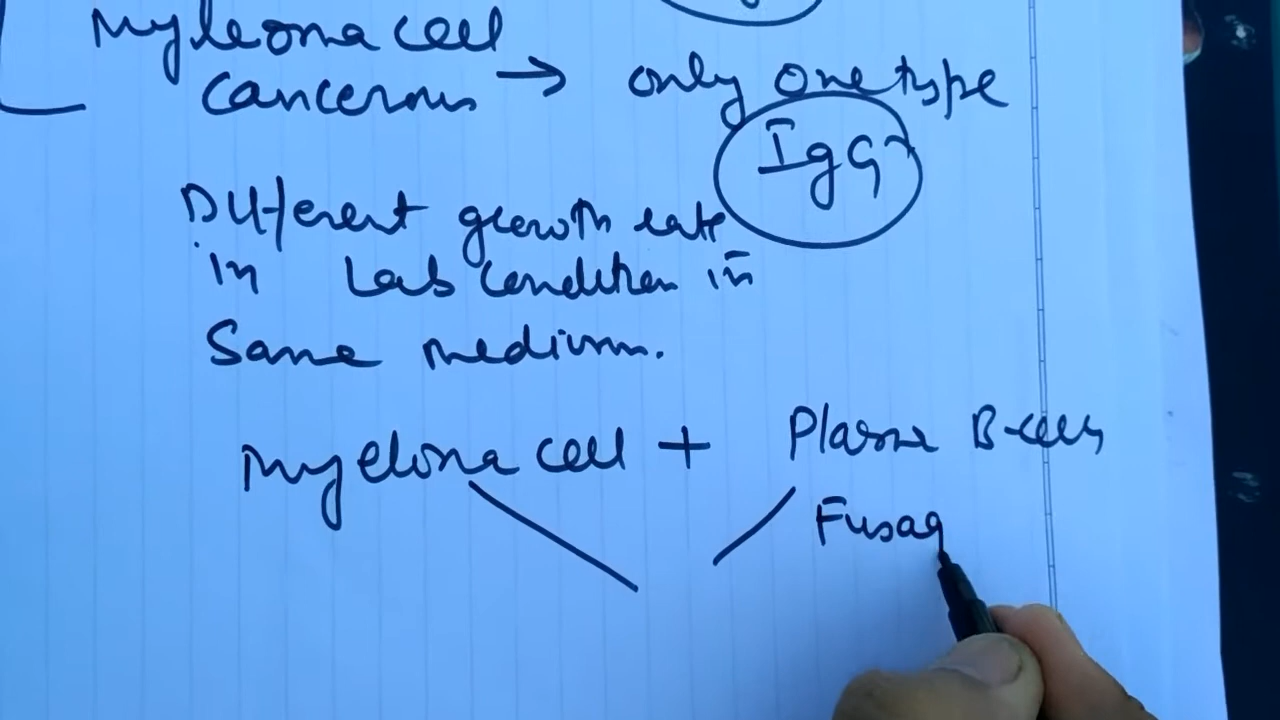 Myleoma cell
cancerous → only one type
IgG
Different growth rate
in Lab condition in
Same medium.
Myeloma cell + Plasma B-cells
Fusag